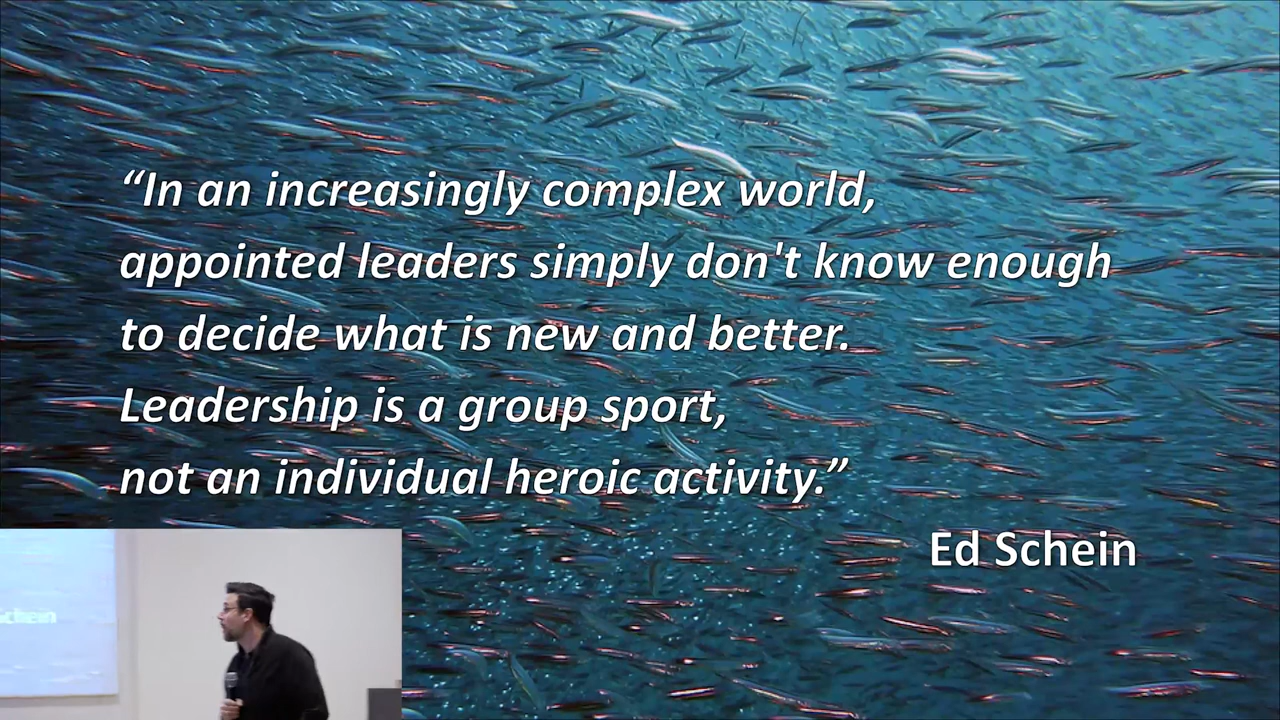 “In an increasingly complex world,
appointed leaders simply don't know enough
to decide what is new and better.
Leadership is a group sport,
not an individual heroic activity.”
Ed Schein
Schein